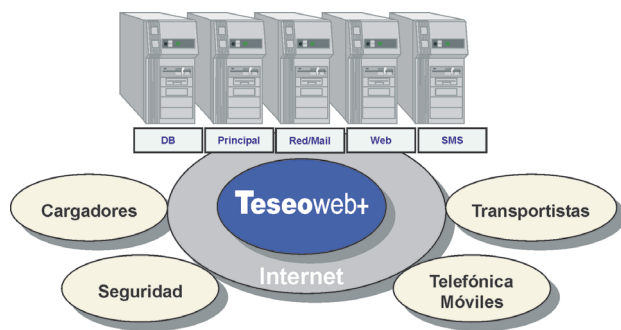 DB
Principal
Red/Mail
Web
SMS
Teseoweb+
Cargadores
Transportistas
Internet
Seguridad
Telefónica
Móviles